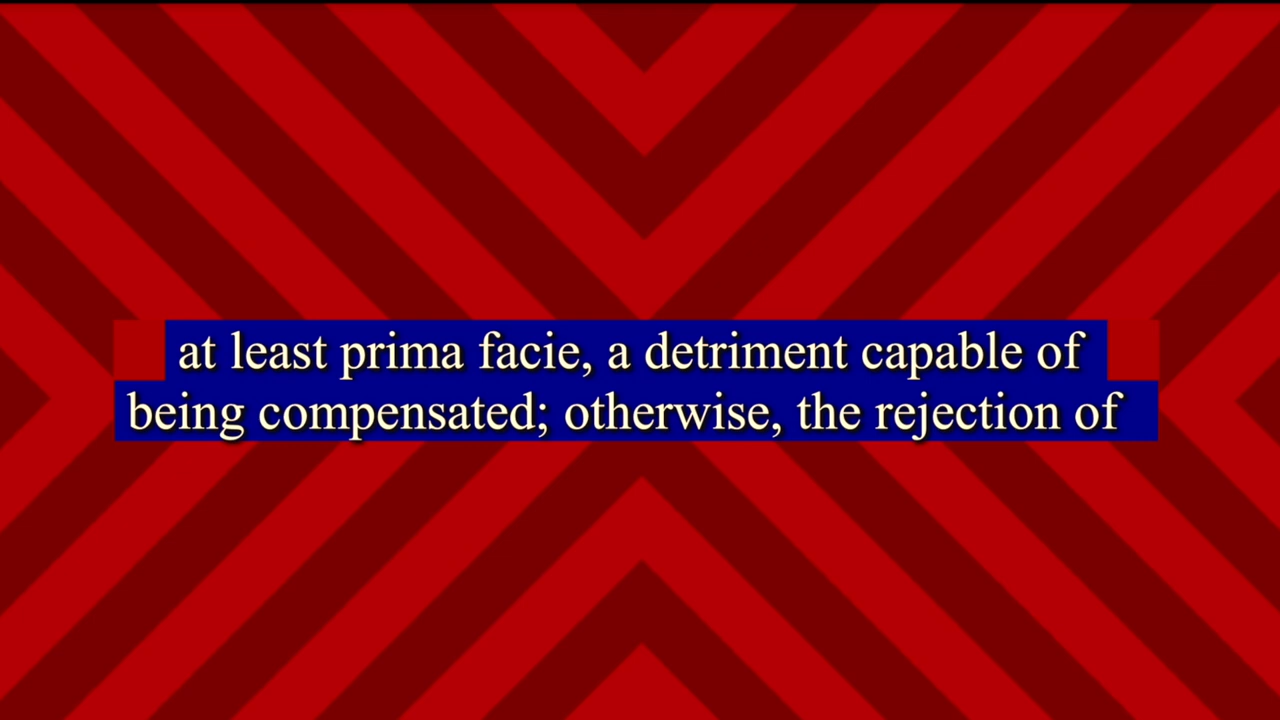 at least prima facie, a detriment capable of
being compensated; otherwise, the rejection of